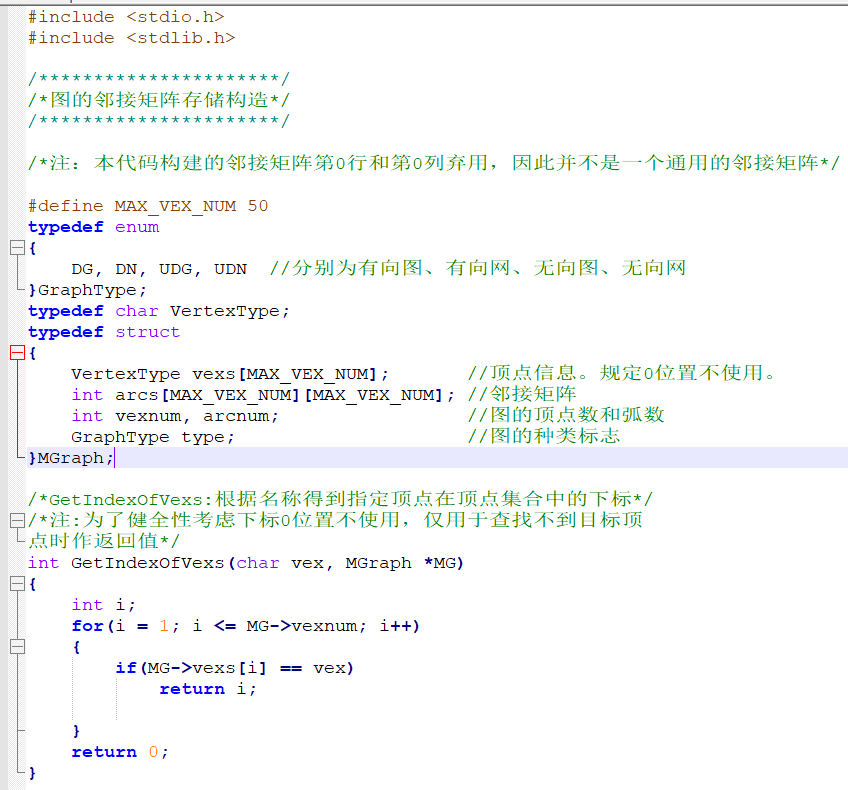 #include <stdio.h>
#include <stdlib.h>
/**********************/
/*图的邻接矩阵存储构造*/
/**********************/
/*注: 本代码构建的邻接矩阵第0行和第0列弃用，因此并不是一个通用的邻接矩阵*/
#define MAX_VEX_NUM 50
typedef enum
{
    DG, DN, UDG, UDN  //分别为有向图、有向网、无向图、无向网
}GraphType;
typedef char VertexType;
typedef struct
{
    VertexType vexs[MAX_VEX_NUM];       //顶点信息。规定0位置不使用。
    int arcs[MAX_VEX_NUM][MAX_VEX_NUM]; //邻接矩阵
    int vexnum, arcnum;                 //图的顶点数和弧数
    GraphType type;                     //图的种类标志
}MGraph;
/*GetIndexOfVexs:根据名称得到指定顶点在顶点集合中的下标*/
/*注:为了健全性考虑下标0位置不使用，仅用于查找不到目标顶
点时作返回值*/
int GetIndexOfVexs(char vex, MGraph *MG)
{
    int i;
    for(i = 1; i <= MG->vexnum; i++)
    {
        if(MG->vexs[i] == vex)
            return i;
    }
    return 0;
}